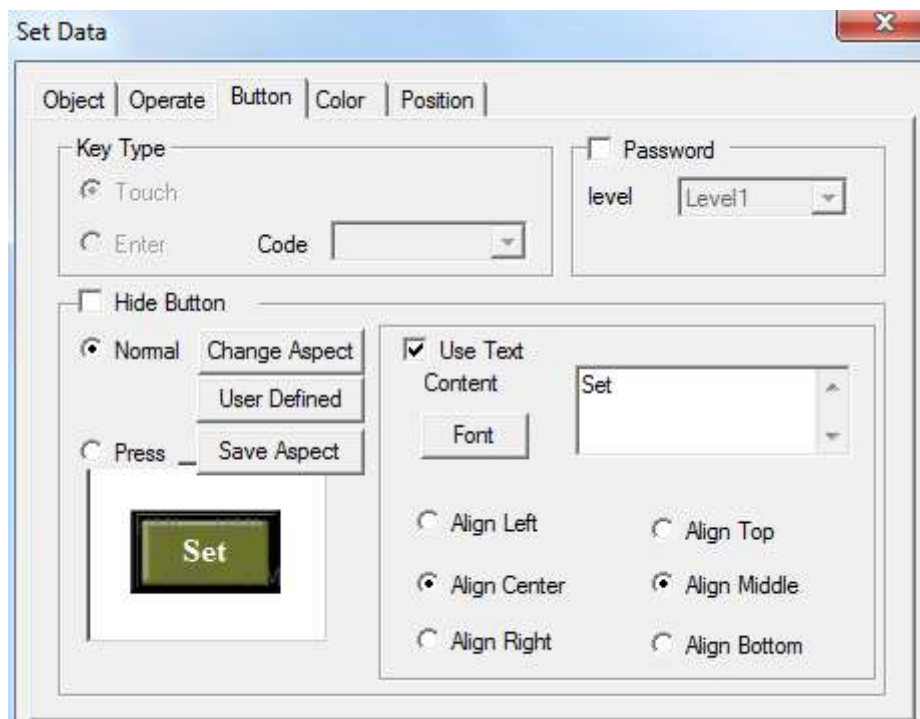 Set Data
Object Operate Button Color Position
Key Type
Touch
Enter Code
Password
level Level1
Hide Button
Normal Change Aspect
User Defined
Press Save Aspect
Set
Use Text
Content Set
Font
Align Left Align Top
Align Center Align Middle
Align Right Align Bottom